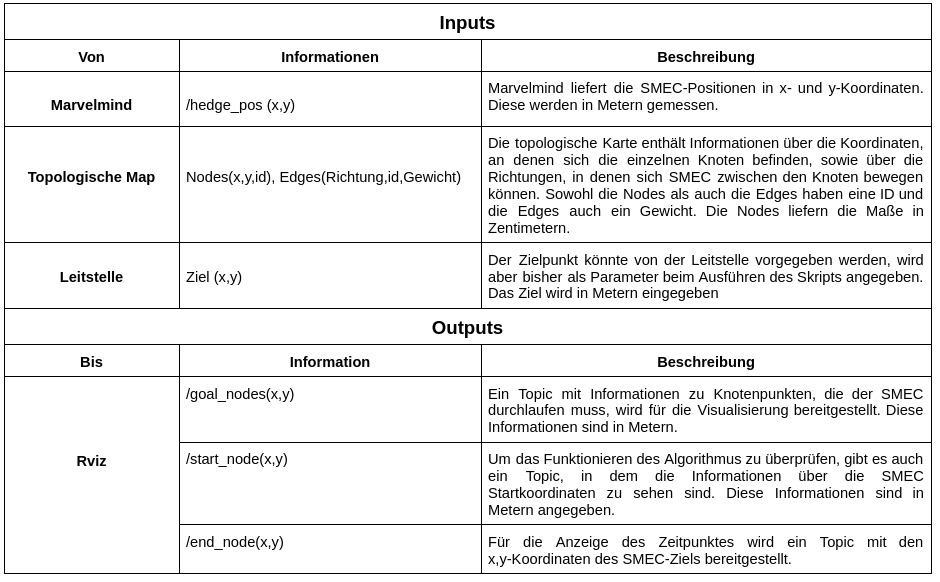 Inputs
Von Informationen Beschreibung
Marvelmind /hedge_pos (x,y) Marvelmind liefert die SMEC-Positionen in x- und y-Koordinaten.
Diese werden in Metern gemessen.
Topologische Map Nodes(x,y,id), Edges(Richtung,id,Gewicht) Die topologische Karte enthält Informationen über die Koordinaten,
an denen sich die einzelnen Knoten befinden, sowie über die
Richtungen, in denen sich SMEC zwischen den Knoten bewegen
können. Sowohl die Nodes als auch die Edges haben eine ID und
die Edges auch ein Gewicht. Die Nodes liefern die Maße in
Zentimetern.
Leitstelle Ziel (x,y) Der Zielpunkt könnte von der Leitstelle vorgegeben werden, wird
aber bisher als Parameter beim Ausführen des Skripts angegeben.
Das Ziel wird in Metern eingegeben
Outputs
Bis Information Beschreibung
Rviz /goal_nodes(x,y) Ein Topic mit Informationen zu Knotenpunkten, die der SMEC
durchlaufen muss, wird für die Visualisierung bereitgestellt. Diese
Informationen sind in Metern.
/start_node(x,y) Um das Funktionieren des Algorithmus zu überprüfen, gibt es auch
ein Topic, in dem die Informationen über die SMEC
Startkoordinaten zu sehen sind. Diese Informationen sind in
Metern angegeben.
/end_node(x,y) Für die Anzeige des Zeitpunktes wird ein Topic mit den
x,y-Koordinaten des SMEC-Ziels bereitgestellt.